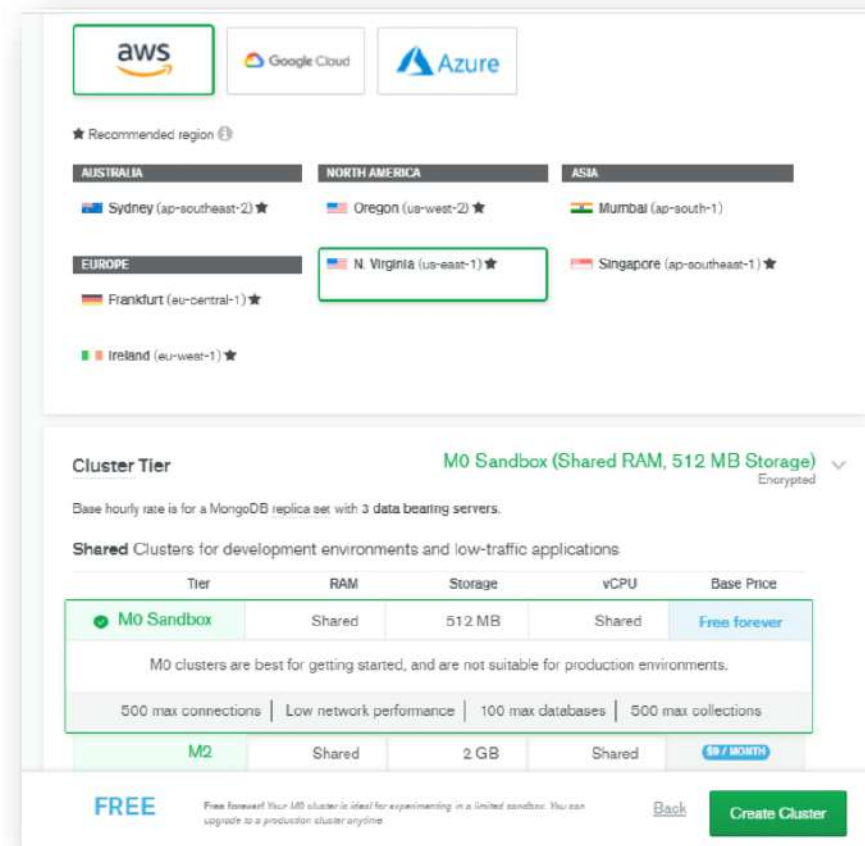 aws
Google Cloud
Azure
★ Recommended region
AUSTRALIA
Sydney (ap-southeast-2) ★
EUROPE
Frankfurt (eu-central-1) ★
Ireland (eu-west-1) ★
NORTH AMERICA
Oregon (us-west-2) ★
N. Virginia (us-east-1) ★
ASIA
Mumbai (ap-south-1)
Singapore (ap-southeast-1) ★
Cluster Tier
M0 Sandbox (Shared RAM, 512 MB Storage)
Encrypted
Base hourly rate is for a MongoDB replica set with 3 data bearing servers.
Shared Clusters for development environments and low-traffic applications
Tier RAM Storage vCPU Base Price
M0 Sandbox Shared 512 MB Shared Free forever
M0 clusters are best for getting started, and are not suitable for production environments.
500 max connections | Low network performance | 100 max databases | 500 max collections
M2 Shared 2 GB Shared $9 / MONTH
FREE
Free forever! Your M0 cluster is ideal for experimenting in a limited sandbox. You can
upgrade to a production cluster anytime.
Back
Create Cluster